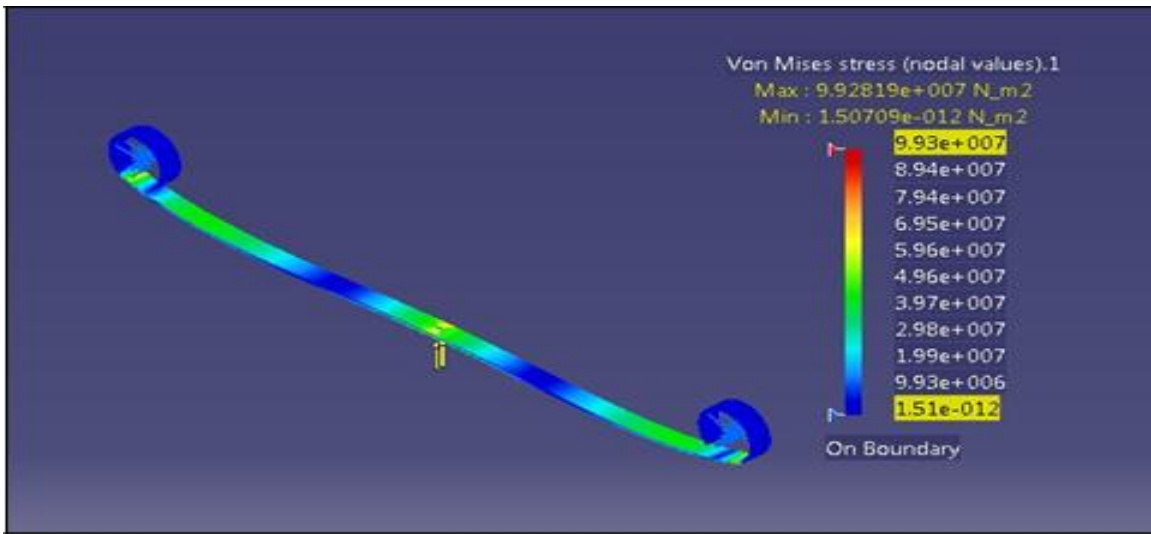 Von Mises stress (nodal values).1
Max : 9.92819e+007 N_m2
Min : 1.50709e-012 N_m2
9.93e+007
8.94e+007
7.94e+007
6.95e+007
5.96e+007
4.96e+007
3.97e+007
2.98e+007
1.99e+007
9.93e+006
1.51e-012
On Boundary